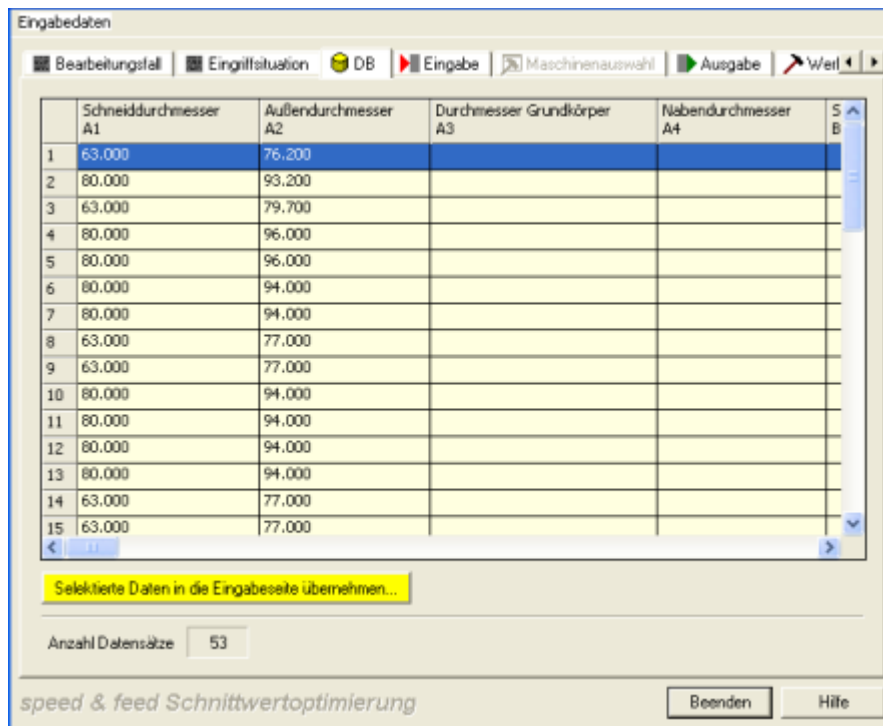 Eingabedaten
Bearbeitungsfall Eingriffsituation DB Eingabe Maschinenauswahl Ausgabe Werl
Schneiddurchmesser Außendurchmesser Durchmesser Grundkörper Nabendurchmesser S
A1 A2 A3 A4 B
1 63.000 76.200
2 80.000 93.200
3 63.000 79.700
4 80.000 96.000
5 80.000 96.000
6 80.000 94.000
7 80.000 94.000
8 63.000 77.000
9 63.000 77.000
10 80.000 94.000
11 80.000 94.000
12 80.000 94.000
13 80.000 94.000
14 63.000 77.000
15 63.000 77.000
Selektierte Daten in die Eingabeseite übernehmen...
Anzahl Datensätze 53
speed & feed Schnittwertoptimierung Beenden Hilfe